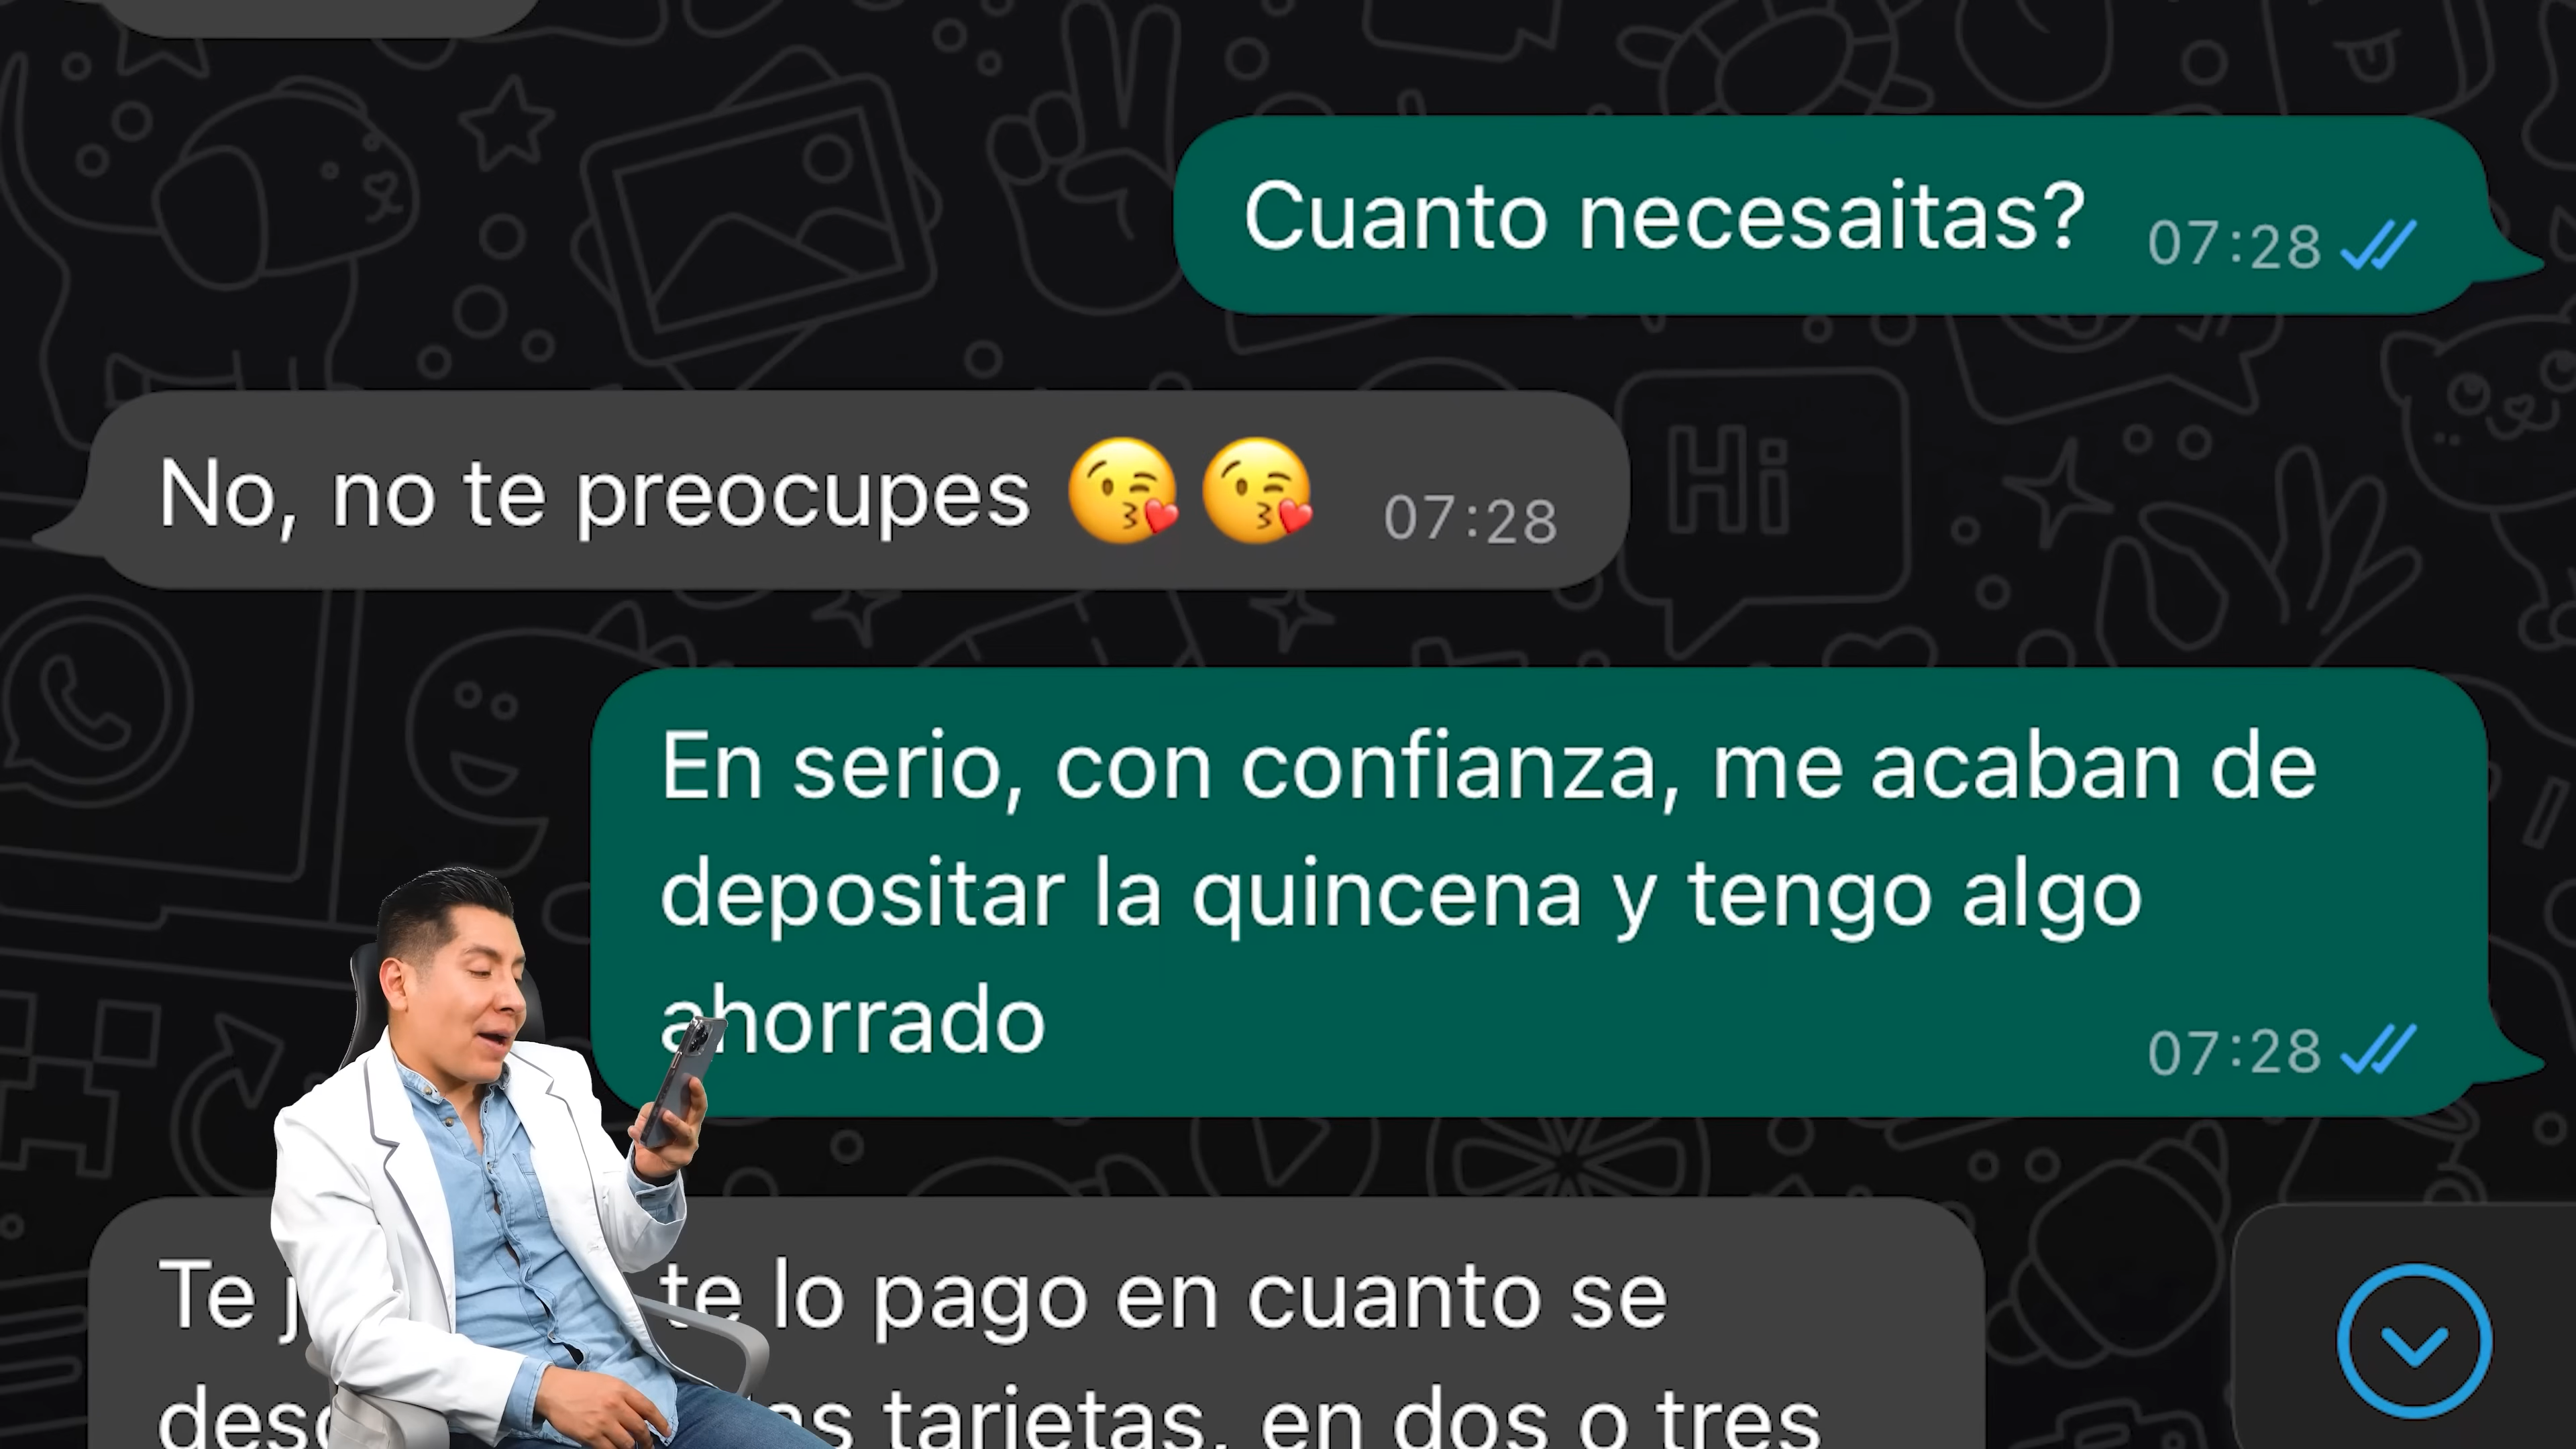 Cuanto necesaitas? 07:28
No, no te preocupes 😘😘 07:28
Hi
En serio, con confianza, me acaban de
depositar la quincena y tengo algo
ahorrado 07:28
Te te lo pago en cuanto se
tarjetas, en dos o tres